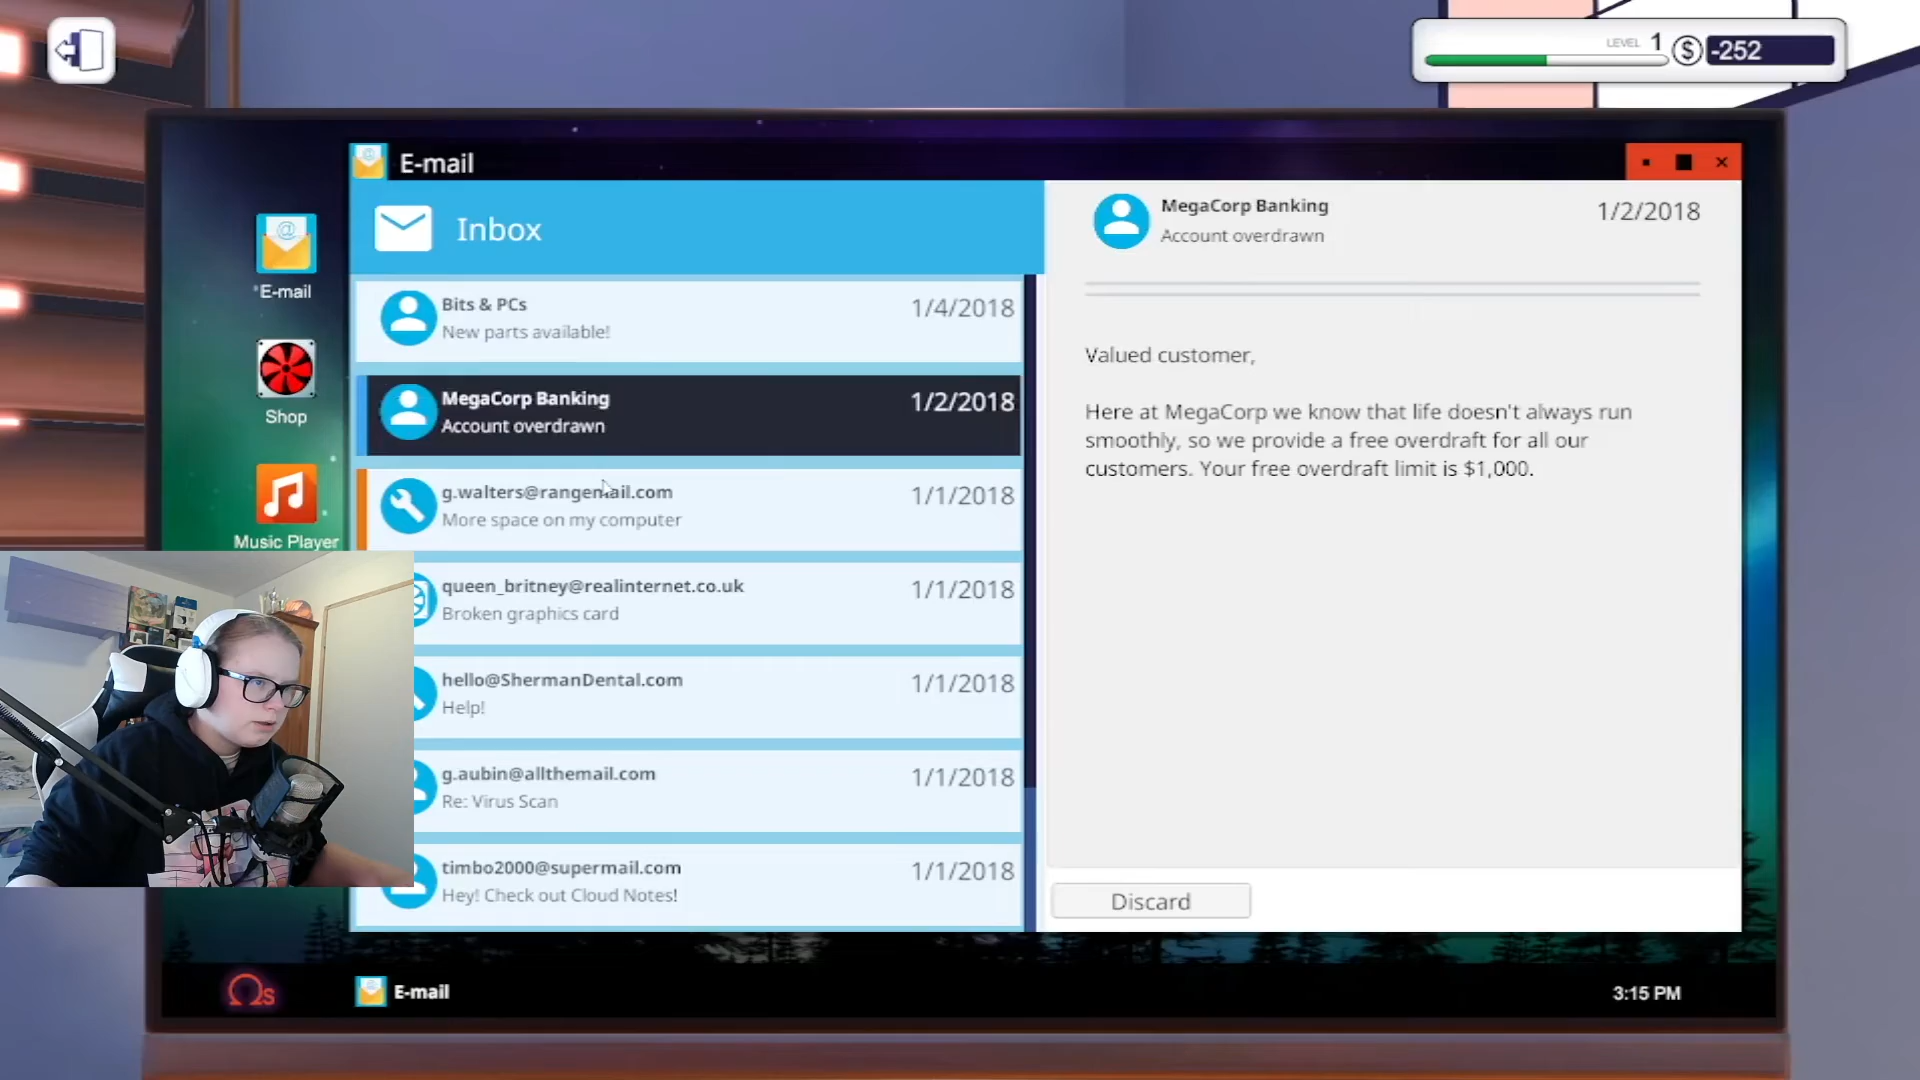 LEVEL 1
$ -252
E-mail
Inbox
MegaCorp Banking
Account overdrawn
1/2/2018
E-mail
Shop
Music Player
Bits & PCs
1/4/2018
New parts available!
MegaCorp Banking
1/2/2018
Account overdrawn
g.walters@rangemail.com
1/1/2018
More space on my computer
queen_britney@realinternet.co.uk
1/1/2018
Broken graphics card
hello@ShermanDental.com
1/1/2018
Help!
g.aubin@allthemail.com
1/1/2018
Re: Virus Scan
timbo2000@supermail.com
1/1/2018
Hey! Check out Cloud Notes!
Valued customer,
Here at MegaCorp we know that life doesn't always run
smoothly, so we provide a free overdraft for all our
customers. Your free overdraft limit is $1,000.
Discard
Ωs
E-mail
3:15 PM